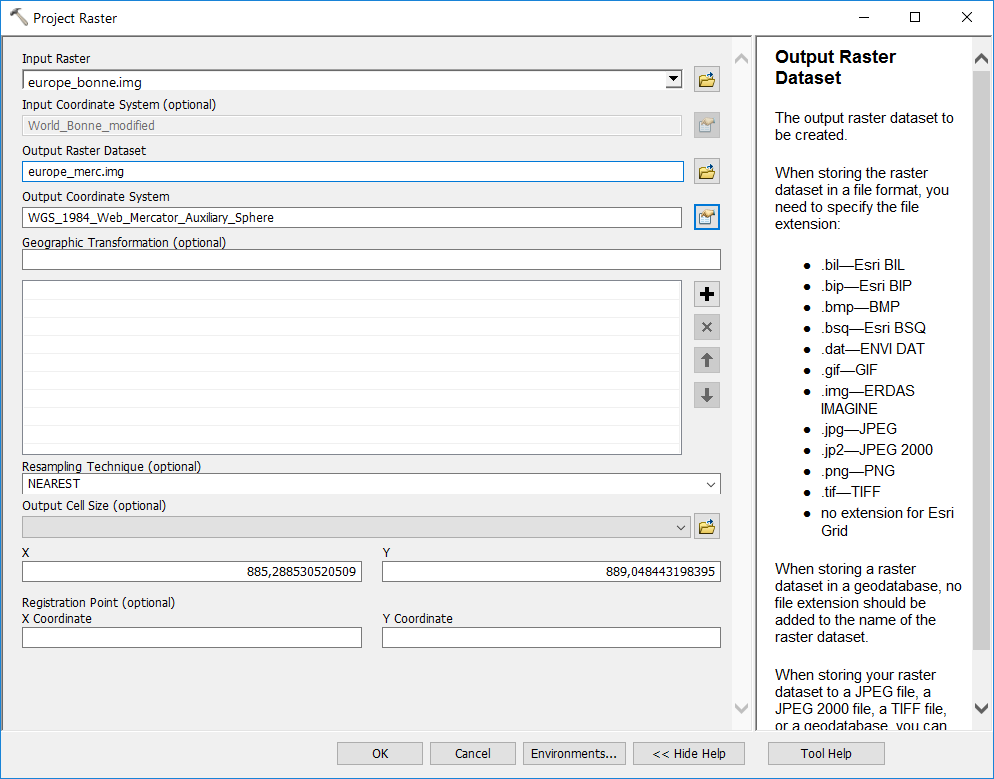 Project Raster
Input Raster
europe_bonne.img
Input Coordinate System (optional)
World_Bonne_modified
Output Raster Dataset
europe_merc.img
Output Coordinate System
WGS_1984_Web_Mercator_Auxiliary_Sphere
Geographic Transformation (optional)
Resampling Technique (optional)
NEAREST
Output Cell Size (optional)
X Y
885,288530520509 889,048443198395
Registration Point (optional)
X Coordinate Y Coordinate
Output Raster
Dataset
The output raster dataset to
be created.
When storing the raster
dataset in a file format, you
need to specify the file
extension:
● .bil—Esri BIL
● .bip—Esri BIP
● .bmp—BMP
● .bsq—Esri BSQ
● .dat—ENVI DAT
● .gif—GIF
● .img—ERDAS
IMAGINE
● .jpg—JPEG
● .jp2—JPEG 2000
● .png—PNG
● .tif—TIFF
● no extension for Esri
Grid
When storing a raster
dataset in a geodatabase, no
file extension should be
added to the name of the
raster dataset.
When storing your raster
dataset to a JPEG file, a
JPEG 2000 file, a TIFF file,
or a geodatabase, you can
OK Cancel Environments... << Hide Help Tool Help